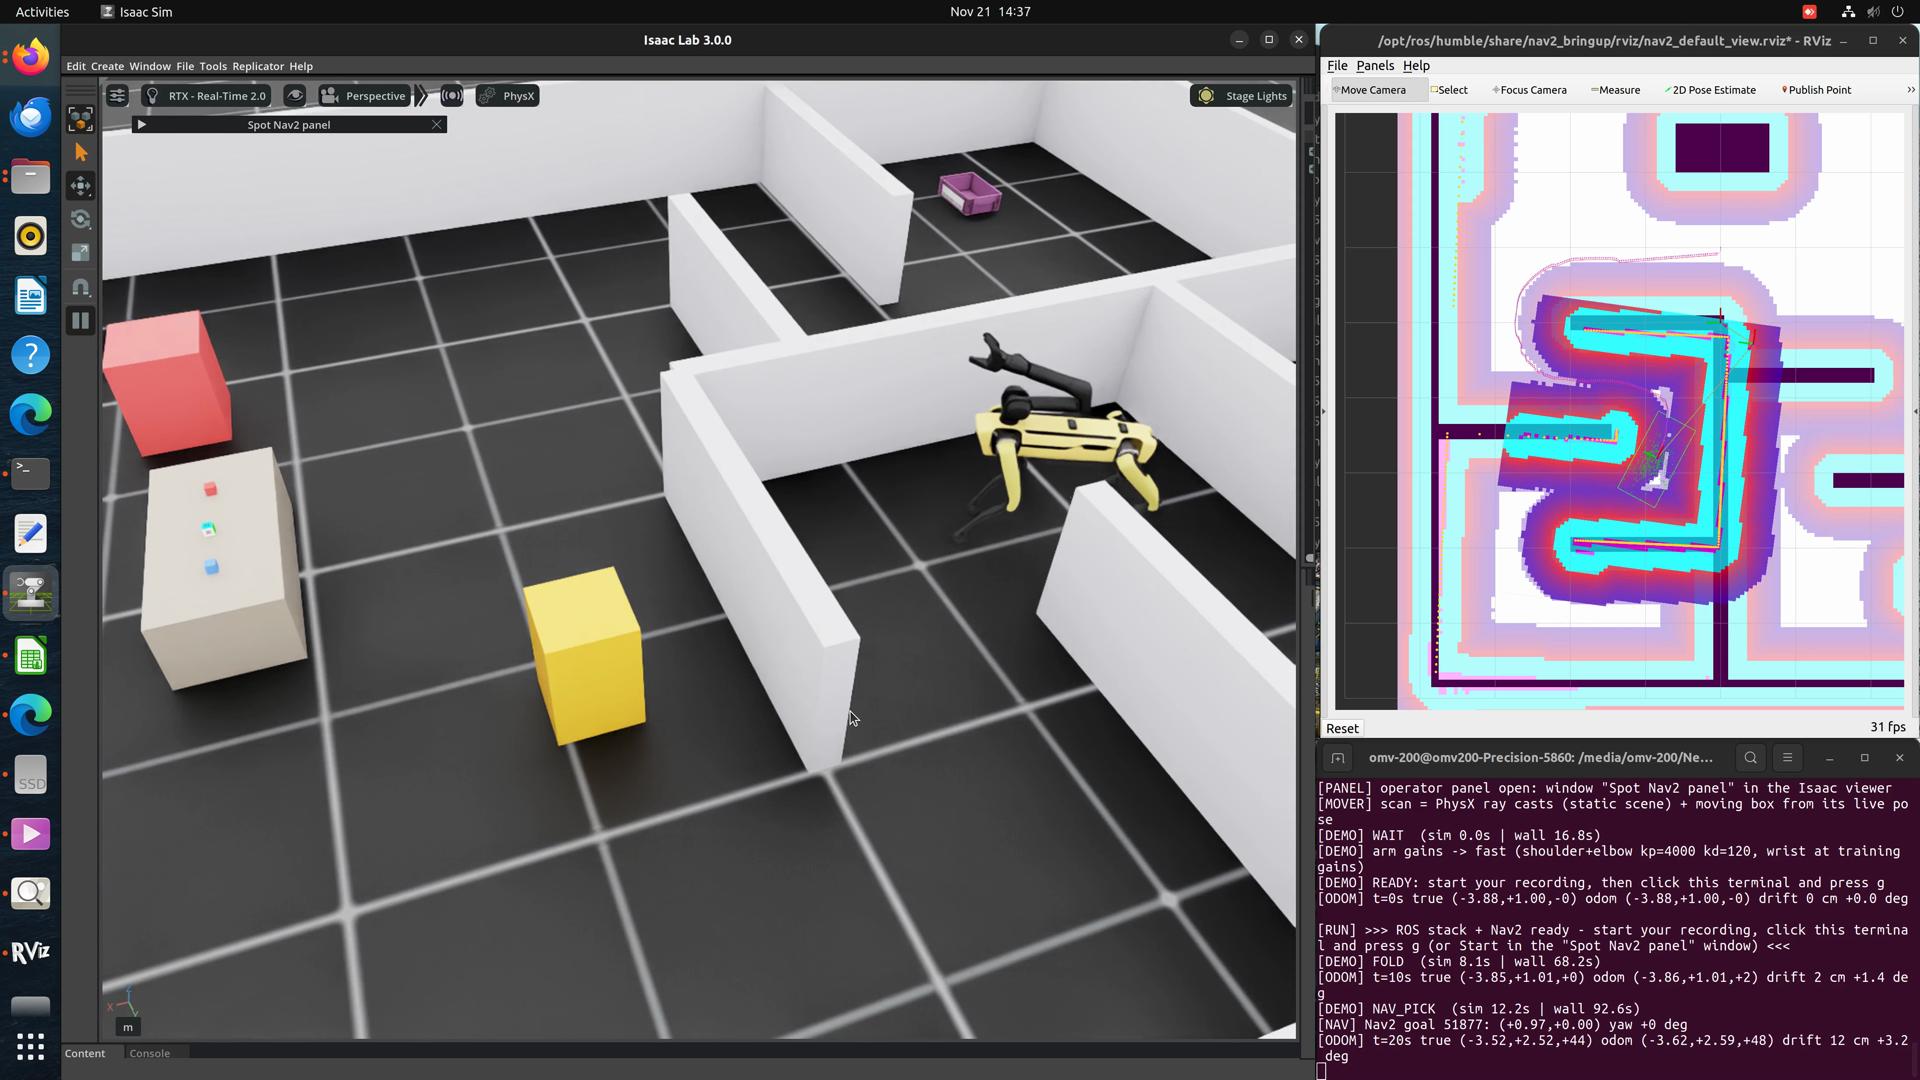 Activities
Isaac Sim
Nov 21 14:37
Isaac Lab 3.0.0
Edit Create Window File Tools Replicator Help
RTX - Real-Time 2.0
Perspective
PhysX
Stage Lights
Spot Nav2 panel
m
Content
Console
SSD
RViz
/opt/ros/humble/share/nav2_bringup/rviz/nav2_default_view.rviz* - RViz
File Panels Help
Move Camera
Select
Focus Camera
Measure
2D Pose Estimate
Publish Point
Reset
31 fps
omv-200@omv200-Precision-5860: /media/omv-200/Ne...
[PANEL] operator panel open: window "Spot Nav2 panel" in the Isaac viewer
[MOVER] scan = PhysX ray casts (static scene) + moving box from its live po
se
[DEMO] WAIT (sim 0.0s | wall 16.8s)
[DEMO] arm gains -> fast (shoulder+elbow kp=4000 kd=120, wrist at training
gains)
[DEMO] READY: start your recording, then click this terminal and press g
[ODOM] t=0s true (-3.88,+1.00,-0) odom (-3.88,+1.00,-0) drift 0 cm +0.0 deg
[RUN] >>> ROS stack + Nav2 ready - start your recording, click this termina
l and press g (or Start in the "Spot Nav2 panel" window) <<<
[DEMO] FOLD (sim 8.1s | wall 68.2s)
[ODOM] t=10s true (-3.85,+1.01,+0) odom (-3.86,+1.01,+2) drift 2 cm +1.4 de
g
[DEMO] NAV_PICK (sim 12.2s | wall 92.6s)
[NAV] Nav2 goal 51877: (+0.97,+0.00) yaw +0 deg
[ODOM] t=20s true (-3.52,+2.52,+44) odom (-3.62,+2.59,+48) drift 12 cm +3.2
deg